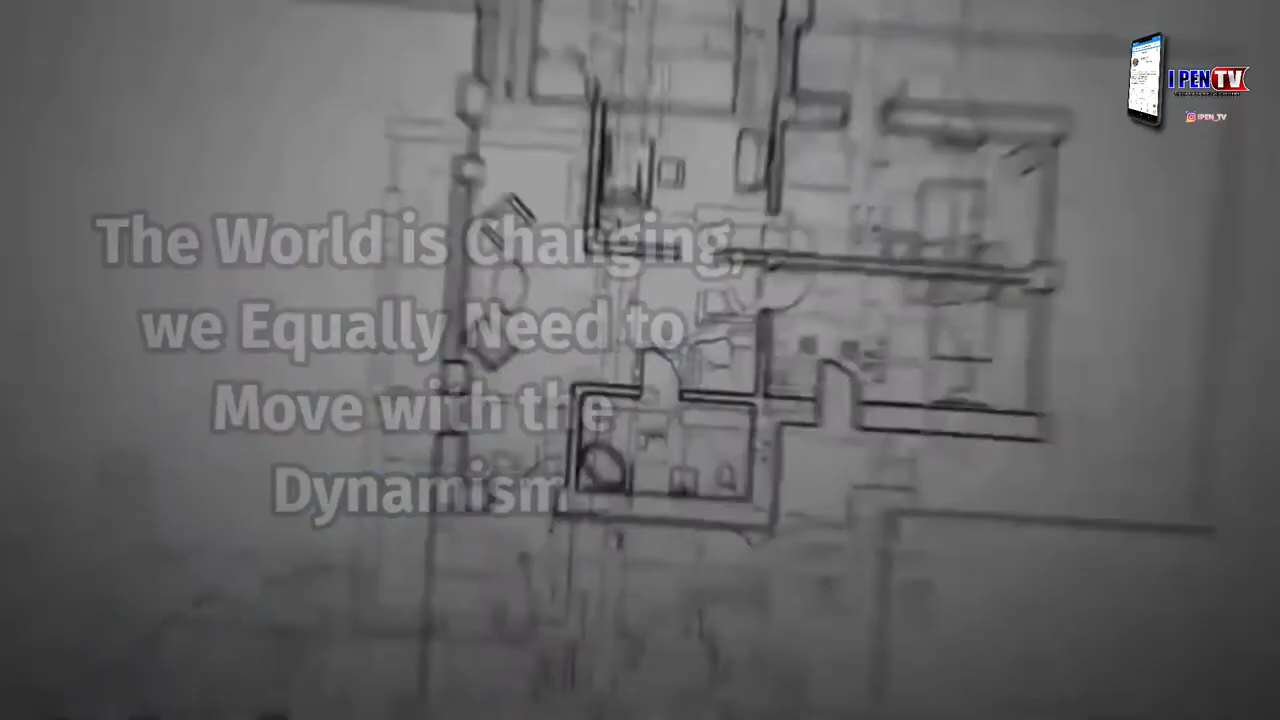 The World is Changing,
we Equally Need to
Move with the
Dynamism
I PEN TV
IPEN_TV